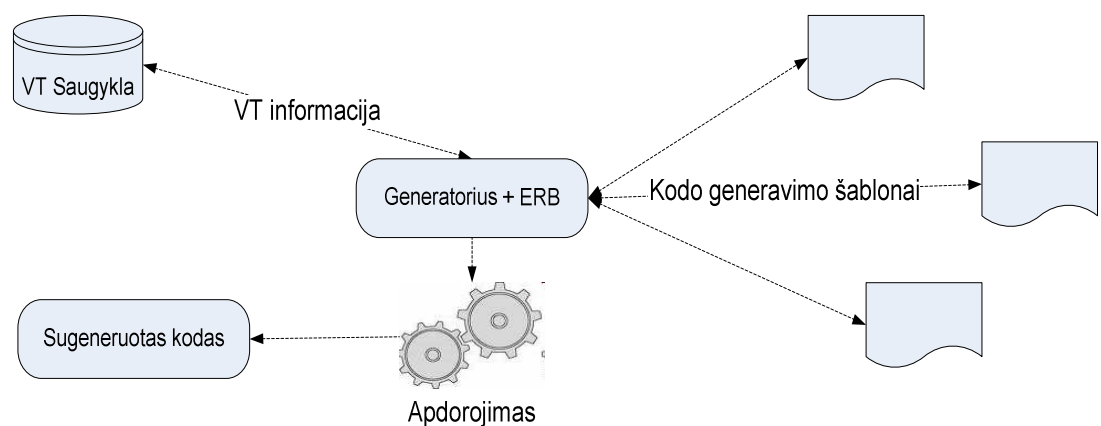 VT Saugykla
VT informacija
Generatorius + ERB
Kodo generavimo šablonai
Sugeneruotas kodas
Apdorojimas